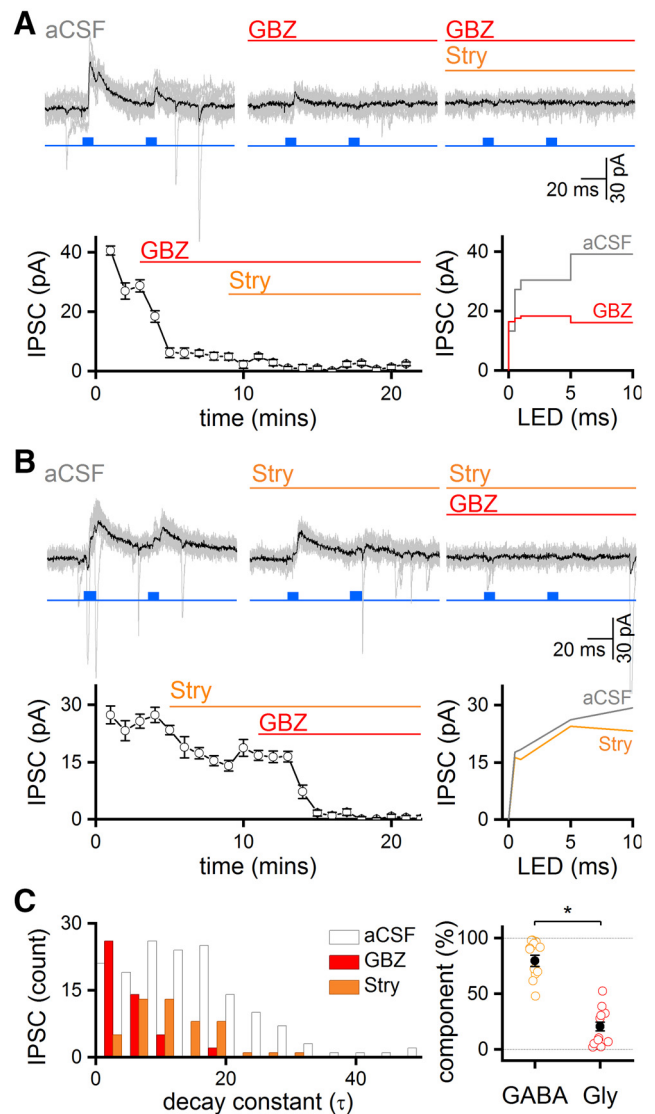 A
aCSF
GBZ
GBZ
Stry
20 ms
30 pA
IPSC (pA)
40
20
0
GBZ
Stry
0
10
20
time (mins)
IPSC (pA)
40
20
0
aCSF
GBZ
0
5
10
LED (ms)
B
aCSF
Stry
Stry
GBZ
20 ms
30 pA
IPSC (pA)
30
15
0
Stry
GBZ
0
10
20
time (mins)
IPSC (pA)
30
15
0
aCSF
Stry
0
5
10
LED (ms)
C
IPSC (count)
30
15
0
aCSF
GBZ
Stry
0
20
40
decay constant (τ)
component (%)
100
50
0
*
GABA
Gly